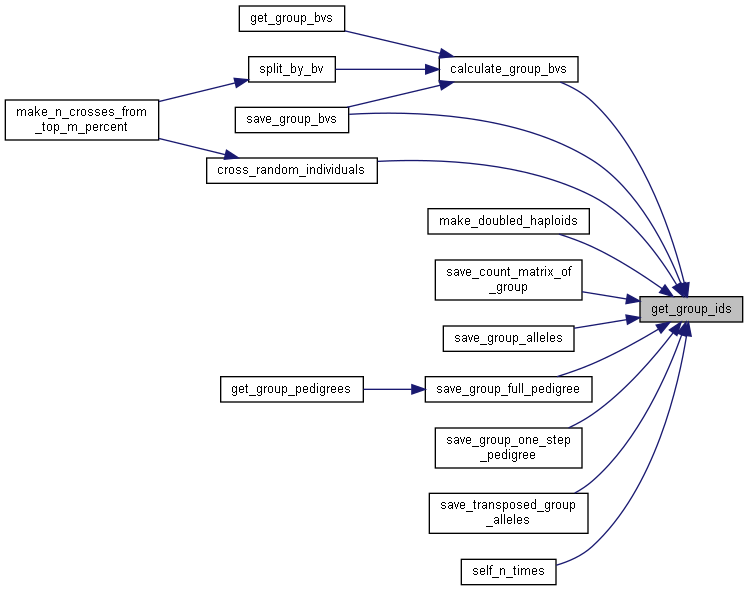 get_group_bvs
split_by_bv
calculate_group_bvs
make_n_crosses_from
_top_m_percent
save_group_bvs
cross_random_individuals
make_doubled_haploids
save_count_matrix_of
_group
get_group_ids
save_group_alleles
get_group_pedigrees
save_group_full_pedigree
save_group_one_step
_pedigree
save_transposed_group
_alleles
self_n_times